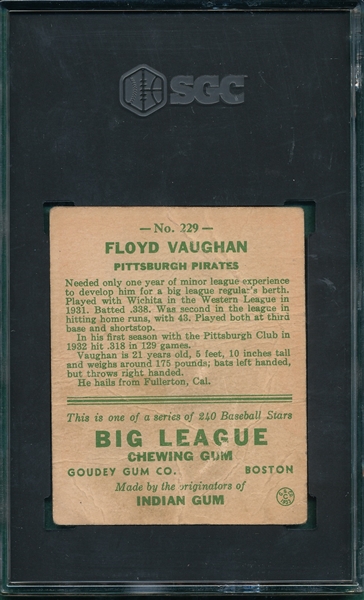 SGC
— No. 229 —
FLOYD VAUGHAN
PITTSBURGH PIRATES
Needed only one year of minor league experience
to develop him for a big league regular's berth.
Played with Wichita in the Western League in
1931. Batted .338. Was second in the league in
hitting home runs, with 43. Played both at third
base and shortstop.
In his first season with the Pittsburgh Club in
1932 hit .318 in 129 games.
Vaughan is 21 years old, 5 feet, 10 inches tall
and weighs around 175 pounds; bats left handed,
but throws right handed.
He hails from Fullerton, Cal.
This is one of a series of 240 Baseball Stars
BIG LEAGUE
CHEWING GUM
GOUDEY GUM CO. BOSTON
Made by the originators of
INDIAN GUM